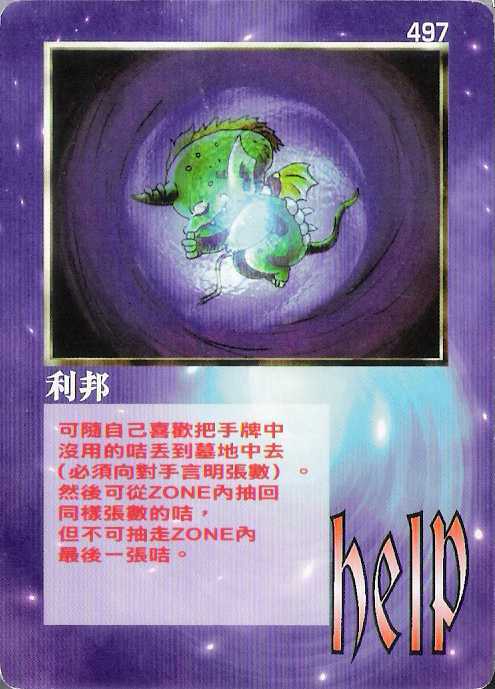 497
利邦
可隨自己喜歡把手牌中
沒用的咭丟到墓地中去
(必須向對手言明張數)。
然後可從ZONE內抽回
同樣張數的咭，
但不可抽走ZONE內
最後一張咭。
help